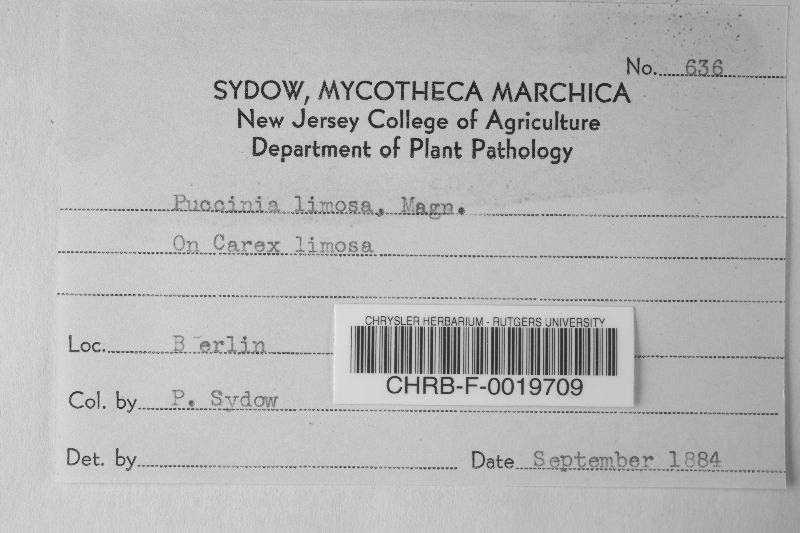 No. 636
SYDOW, MYCOTHECA MARCHICA
New Jersey College of Agriculture
Department of Plant Pathology
Puccinia limosa, Magn.
On Carex limosa
Loc. B erlin
CHRYSLER HERBARIUM - RUTGERS UNIVERSITY
CHRB-F-0019709
Col. by P. Sydow
Det. by
Date September 1884